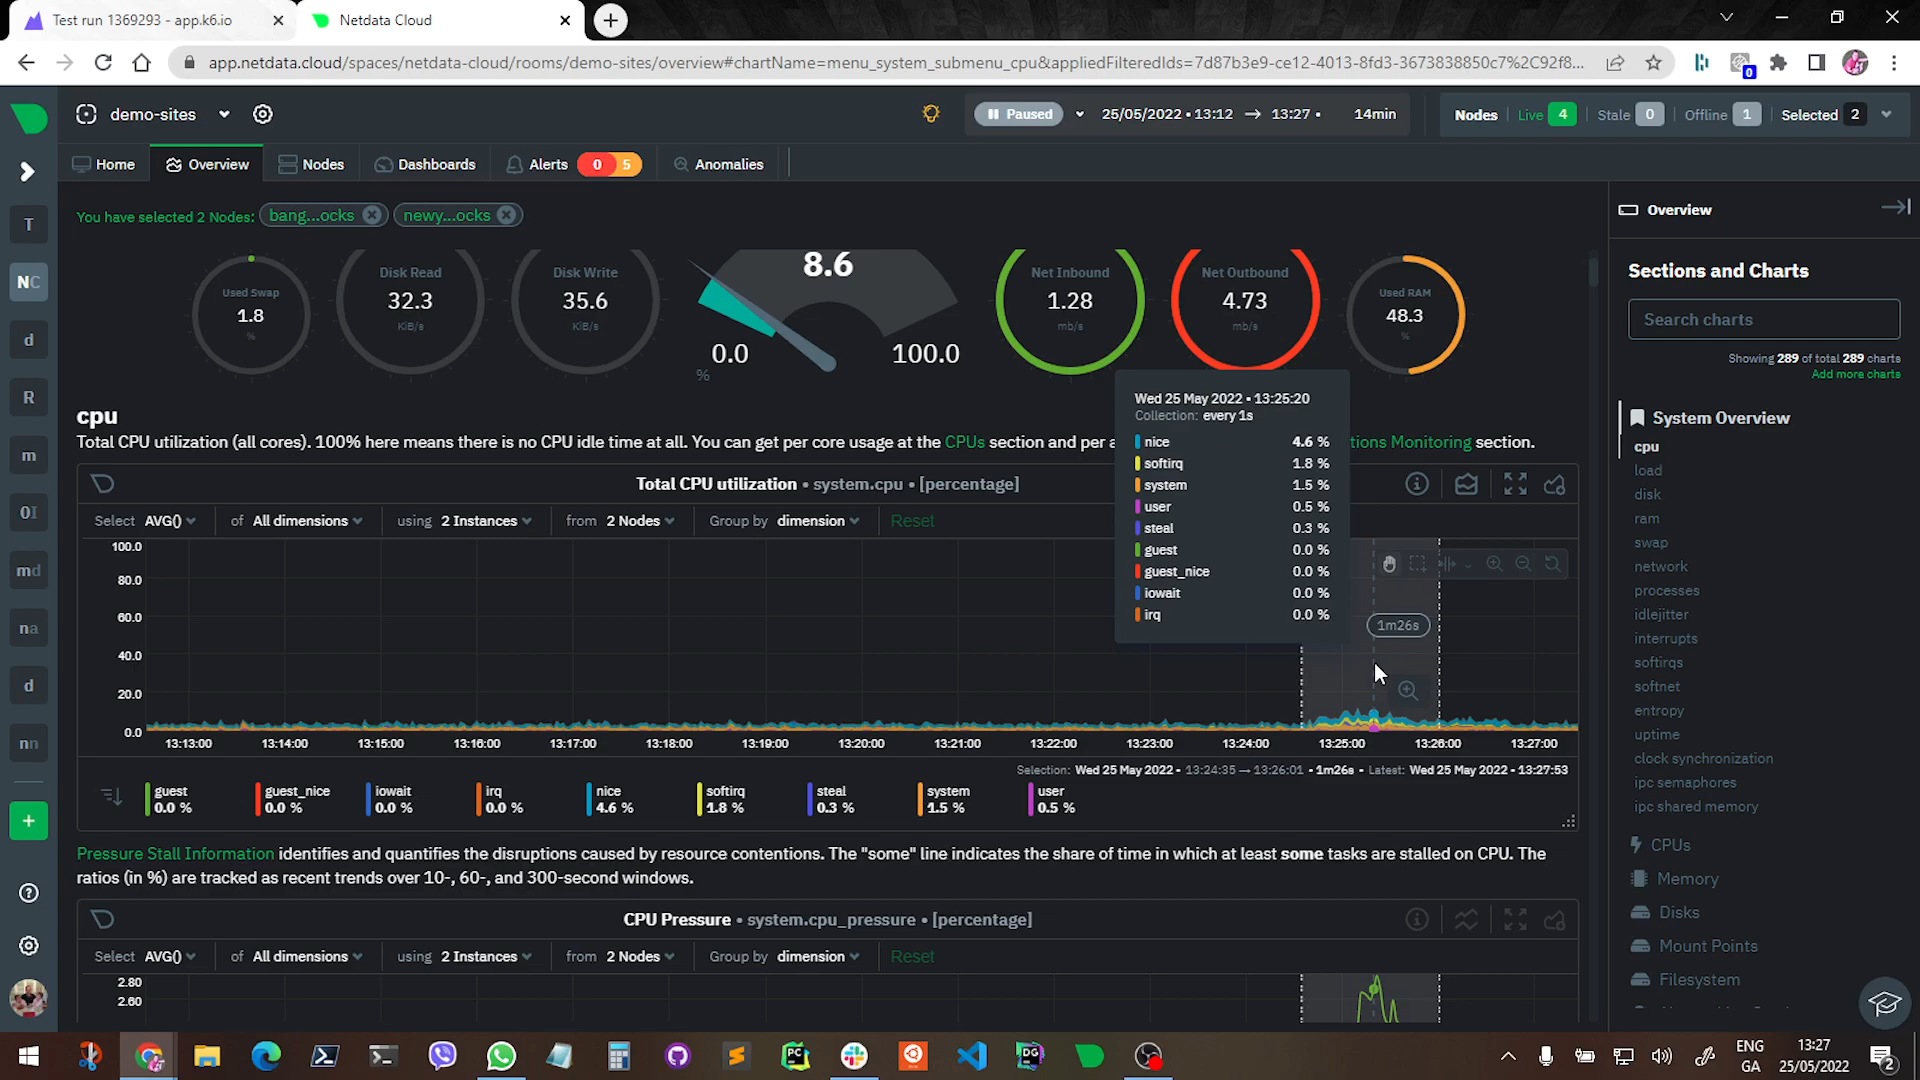 Test run 1369293 - app.k6.io
Netdata Cloud
app.netdata.cloud/spaces/netdata-cloud/rooms/demo-sites/overview#chartName=menu_system_submenu_cpu&appliedFilteredIds=7d87b3e9-ce12-4013-8fd3-3673838850c7%2C92f8...
0
demo-sites
Paused
25/05/2022 • 13:12 → 13:27 •
14min
Nodes
Live 4
Stale 0
Offline 1
Selected 2
Home
Overview
Nodes
Dashboards
Alerts 0 5
Anomalies
T
NC
d
R
m
OI
md
na
d
nn
+
You have selected 2 Nodes: bang...ocks newy...ocks
Used Swap
1.8
%
Disk Read
32.3
KiB/s
Disk Write
35.6
KiB/s
8.6
0.0
100.0
%
Net Inbound
1.28
mb/s
Net Outbound
4.73
mb/s
Used RAM
48.3
%
cpu
Total CPU utilization (all cores). 100% here means there is no CPU idle time at all. You can get per core usage at the CPUs section and per a
tions Monitoring section.
Wed 25 May 2022 • 13:25:20
Collection: every 1s
nice 4.6 %
softirq 1.8 %
system 1.5 %
user 0.5 %
steal 0.3 %
guest 0.0 %
guest_nice 0.0 %
iowait 0.0 %
irq 0.0 %
Total CPU utilization • system.cpu • [percentage]
Select AVG() of All dimensions using 2 Instances from 2 Nodes Group by dimension Reset
100.0
80.0
60.0
40.0
20.0
0.0
1m26s
13:13:00 13:14:00 13:15:00 13:16:00 13:17:00 13:18:00 13:19:00 13:20:00 13:21:00 13:22:00 13:23:00 13:24:00 13:25:00 13:26:00 13:27:00
Selection: Wed 25 May 2022 • 13:24:35 → 13:26:01 • 1m26s • Latest: Wed 25 May 2022 • 13:27:53
guest 0.0 %
guest_nice 0.0 %
iowait 0.0 %
irq 0.0 %
nice 4.6 %
softirq 1.8 %
steal 0.3 %
system 1.5 %
user 0.5 %
Pressure Stall Information identifies and quantifies the disruptions caused by resource contentions. The "some" line indicates the share of time in which at least some tasks are stalled on CPU. The
ratios (in %) are tracked as recent trends over 10-, 60-, and 300-second windows.
CPU Pressure • system.cpu_pressure • [percentage]
Select AVG() of All dimensions using 2 Instances from 2 Nodes Group by dimension Reset
2.80
2.60
Overview
Sections and Charts
Search charts
Showing 289 of total 289 charts
Add more charts
System Overview
cpu
load
disk
ram
swap
network
processes
idlejitter
interrupts
softirqs
softnet
entropy
uptime
clock synchronization
ipc semaphores
ipc shared memory
CPUs
Memory
Disks
Mount Points
Filesystem
PC
DG
ENG
GA
13:27
25/05/2022
2